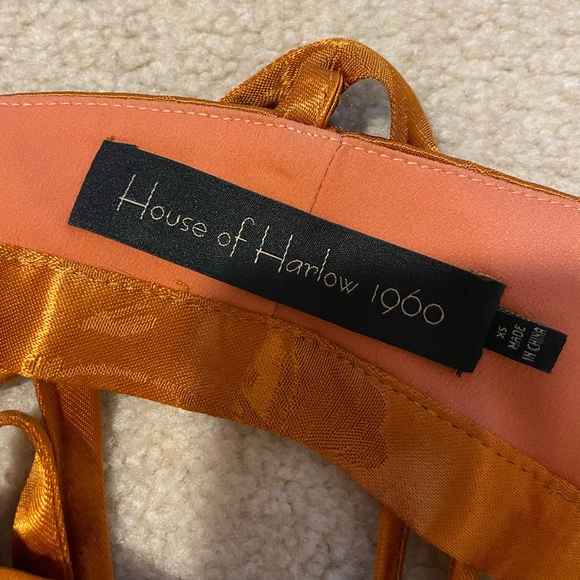 House of Harlow 1960
XS
MADE
IN CHINA